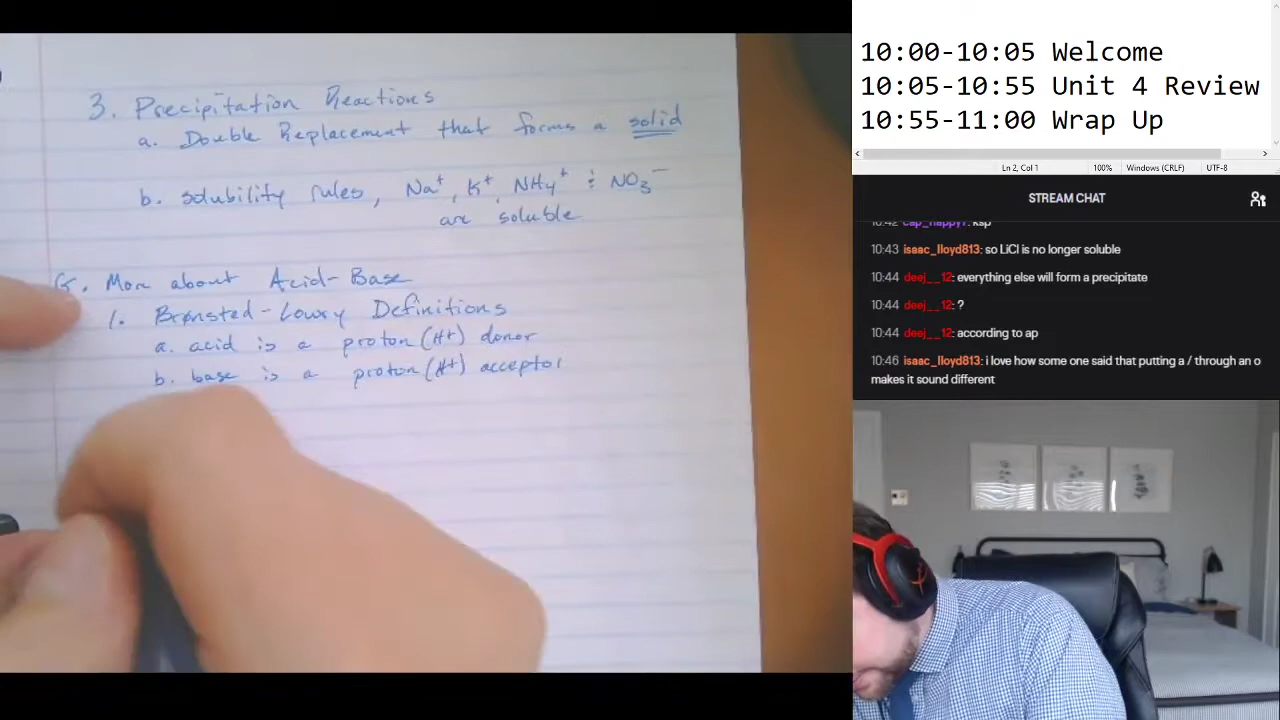 3. Precipitation Reactions
a. Double Replacement that forms a solid
b. solubility rules, Na⁺, K⁺, NH₄⁺ & NO₃⁻
are soluble
G. More about Acid-Base
1. Brønsted-Lowry Definitions
a. acid is a proton (H⁺) donor
b. base is a proton (H⁺) acceptor
10:00-10:05 Welcome
10:05-10:55 Unit 4 Review
10:55-11:00 Wrap Up
Ln 2, Col 1 100% Windows (CRLF) UTF-8
STREAM CHAT
10:42 cap_happy7: ksp
10:43 isaac_lloyd813: so LiCl is no longer soluble
10:44 deej__12: everything else will form a precipitate
10:44 deej__12: ?
10:44 deej__12: according to ap
10:46 isaac_lloyd813: i love how some one said that putting a / through an o
makes it sound different